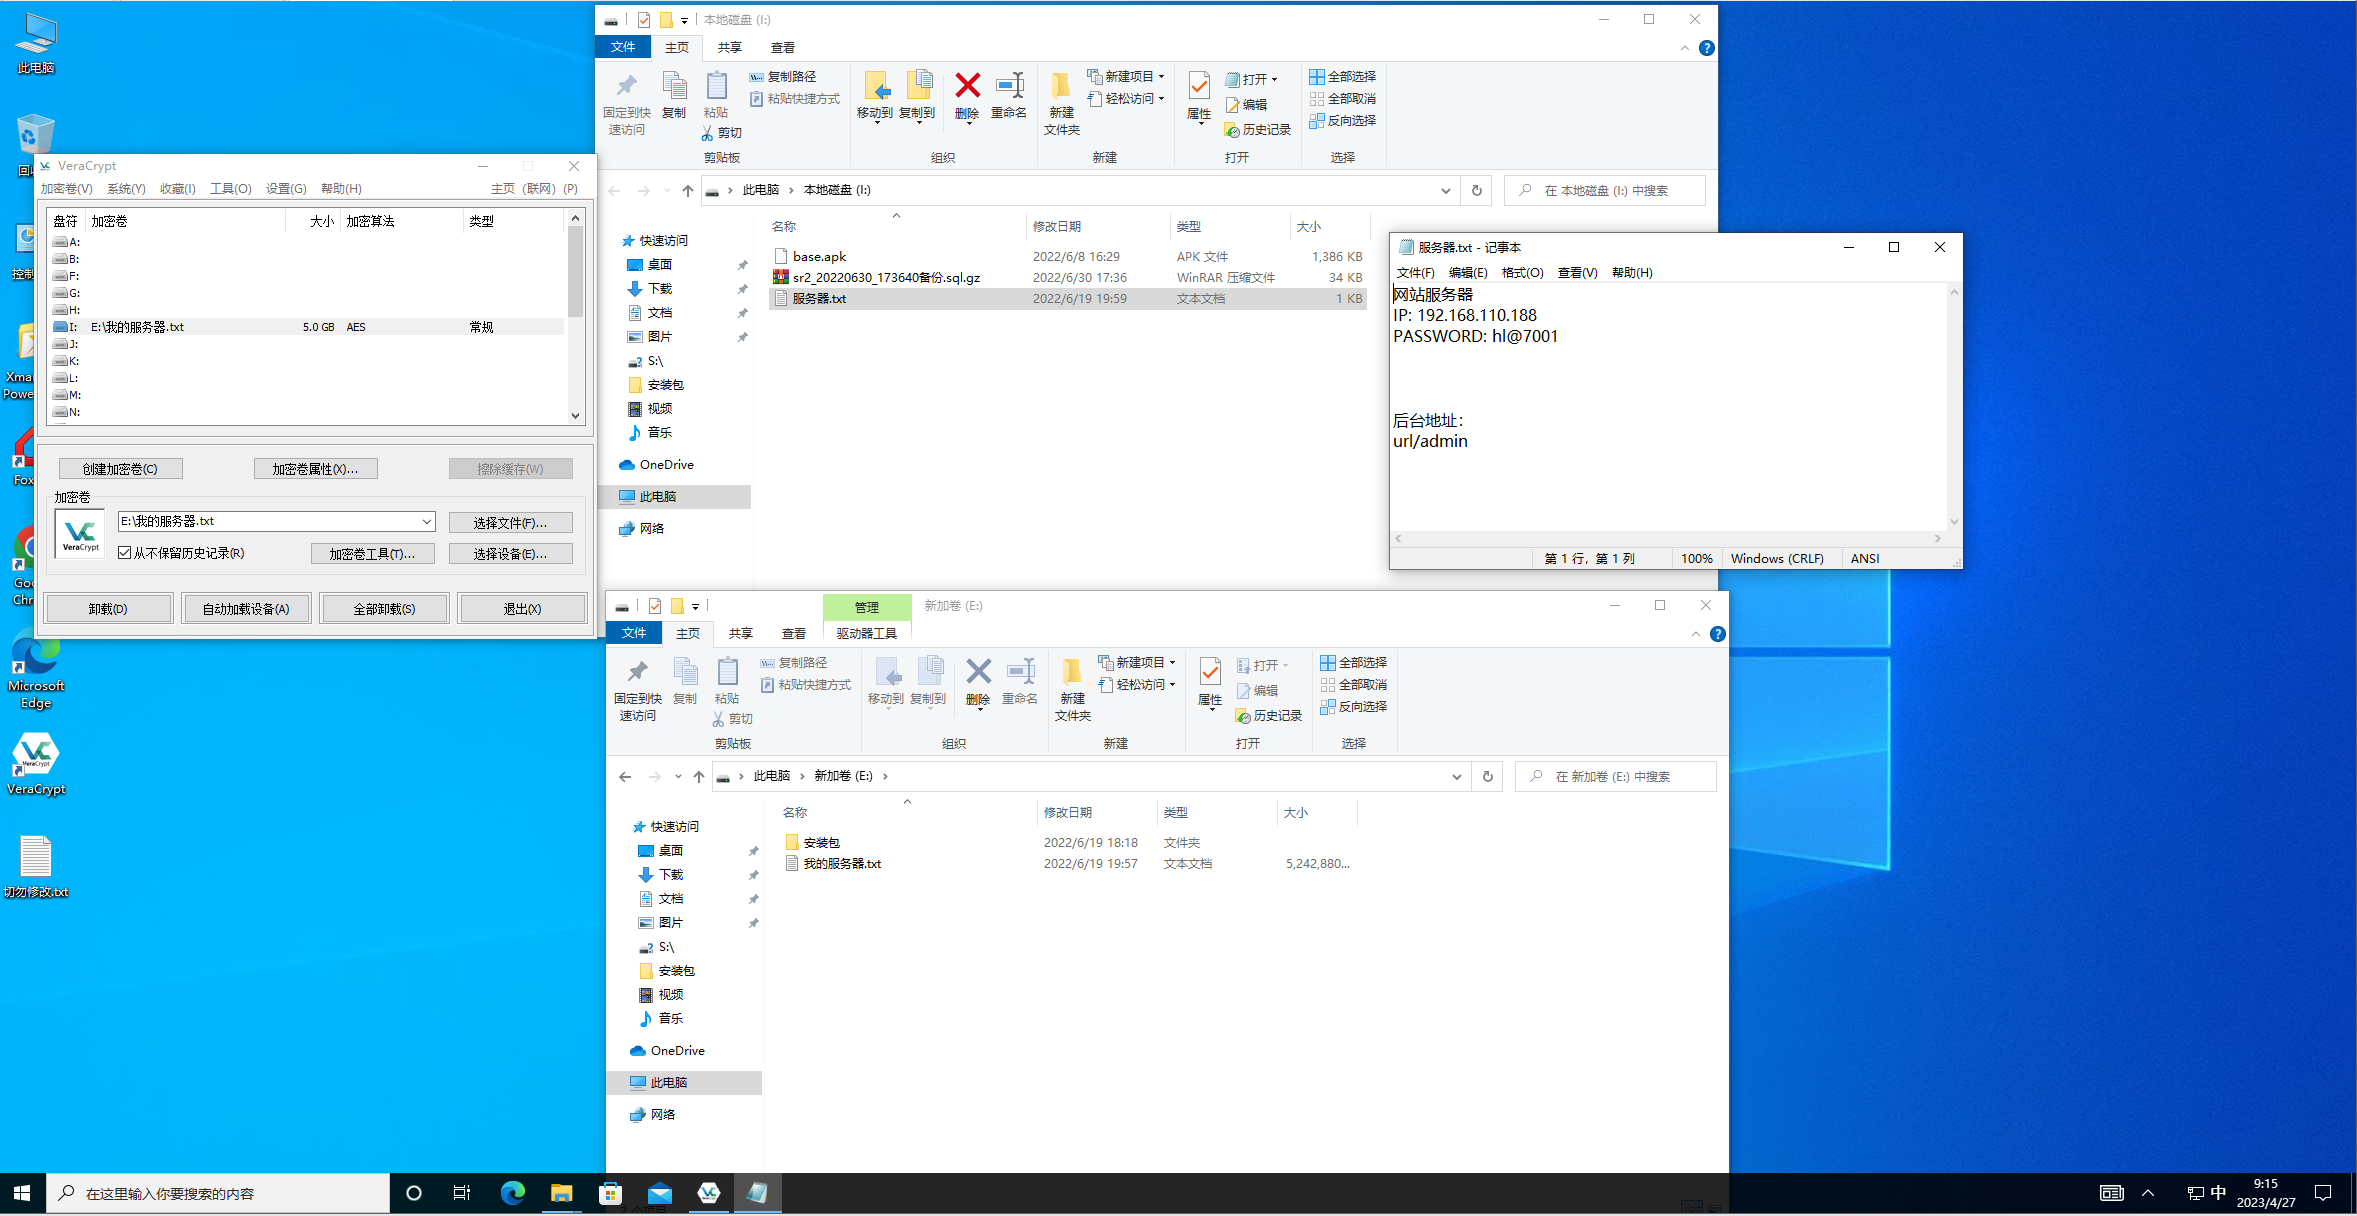 此电脑
VeraCrypt
加密卷(V) 系统(Y) 收藏(I) 工具(O) 设置(G) 帮助(H) 主页 (联网) (P)
盘符 加密卷 大小 加密算法 类型
A:
B:
F:
G:
H:
I: E:\我的服务器.txt 5.0 GB AES 常规
J:
K:
L:
M:
N:
创建加密卷(C) 加密卷属性(X)... 擦除缓存(W)
加密卷
VeraCrypt
E:\我的服务器.txt 选择文件(F)...
从不保留历史记录(R) 加密卷工具(T)... 选择设备(E)...
卸载(D) 自动加载设备(A) 全部卸载(S) 退出(X)
Microsoft
Edge
VeraCrypt
VeraCrypt
切勿修改.txt
本地磁盘 (I:)
文件 主页 共享 查看
固定到快
速访问
复制
粘贴
复制路径
粘贴快捷方式
剪切
移动到 复制到 删除 重命名
新建
文件夹
新建项目
轻松访问
属性
打开
编辑
历史记录
全部选择
全部取消
反向选择
剪贴板 组织 新建 打开 选择
此电脑 本地磁盘 (I:) 在 本地磁盘 (I:) 中搜索
名称 修改日期 类型 大小
base.apk 2022/6/8 16:29 APK 文件 1,386 KB
sr2_20220630_173640备份.sql.gz 2022/6/30 17:36 WinRAR 压缩文件 34 KB
服务器.txt 2022/6/19 19:59 文本文档 1 KB
快速访问
桌面
下载
文档
图片
S:\
安装包
视频
音乐
OneDrive
此电脑
网络
服务器.txt - 记事本
文件(F) 编辑(E) 格式(O) 查看(V) 帮助(H)
网站服务器
IP: 192.168.110.188
PASSWORD: hl@7001
后台地址：
url/admin
第 1 行，第 1 列 100% Windows (CRLF) ANSI
管理 新加卷 (E:)
文件 主页 共享 查看 驱动器工具
固定到快
速访问
复制
粘贴
复制路径
粘贴快捷方式
剪切
移动到 复制到 删除 重命名
新建
文件夹
新建项目
轻松访问
属性
打开
编辑
历史记录
全部选择
全部取消
反向选择
剪贴板 组织 新建 打开 选择
此电脑 新加卷 (E:) 在 新加卷 (E:) 中搜索
名称 修改日期 类型 大小
安装包 2022/6/19 18:18 文件夹
我的服务器.txt 2022/6/19 19:57 文本文档 5,242,880...
快速访问
桌面
下载
文档
图片
S:\
安装包
视频
音乐
OneDrive
此电脑
网络
在这里输入你要搜索的内容
中
9:15
2023/4/27